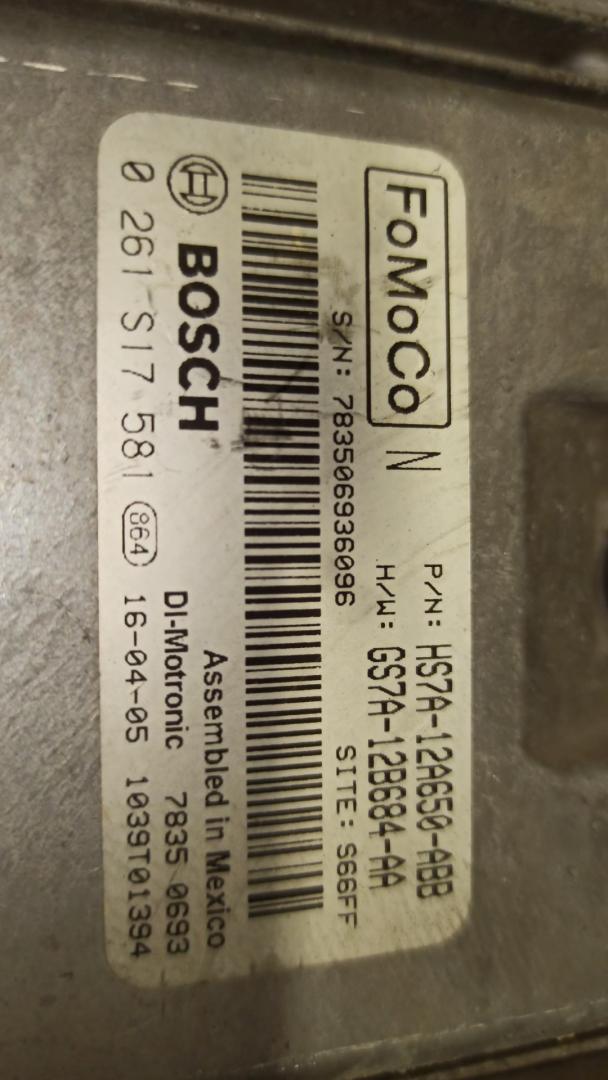 FoMoCo N
P/N: HS7A-12A650-ABB
H/W: GS7A-12B684-AA
S/N: 783506936096 SITE: S66FF
BOSCH
Assembled in Mexico
DI-Motronic 7835 0693
0 261 S17 581 864 16-04-05 1039T01394